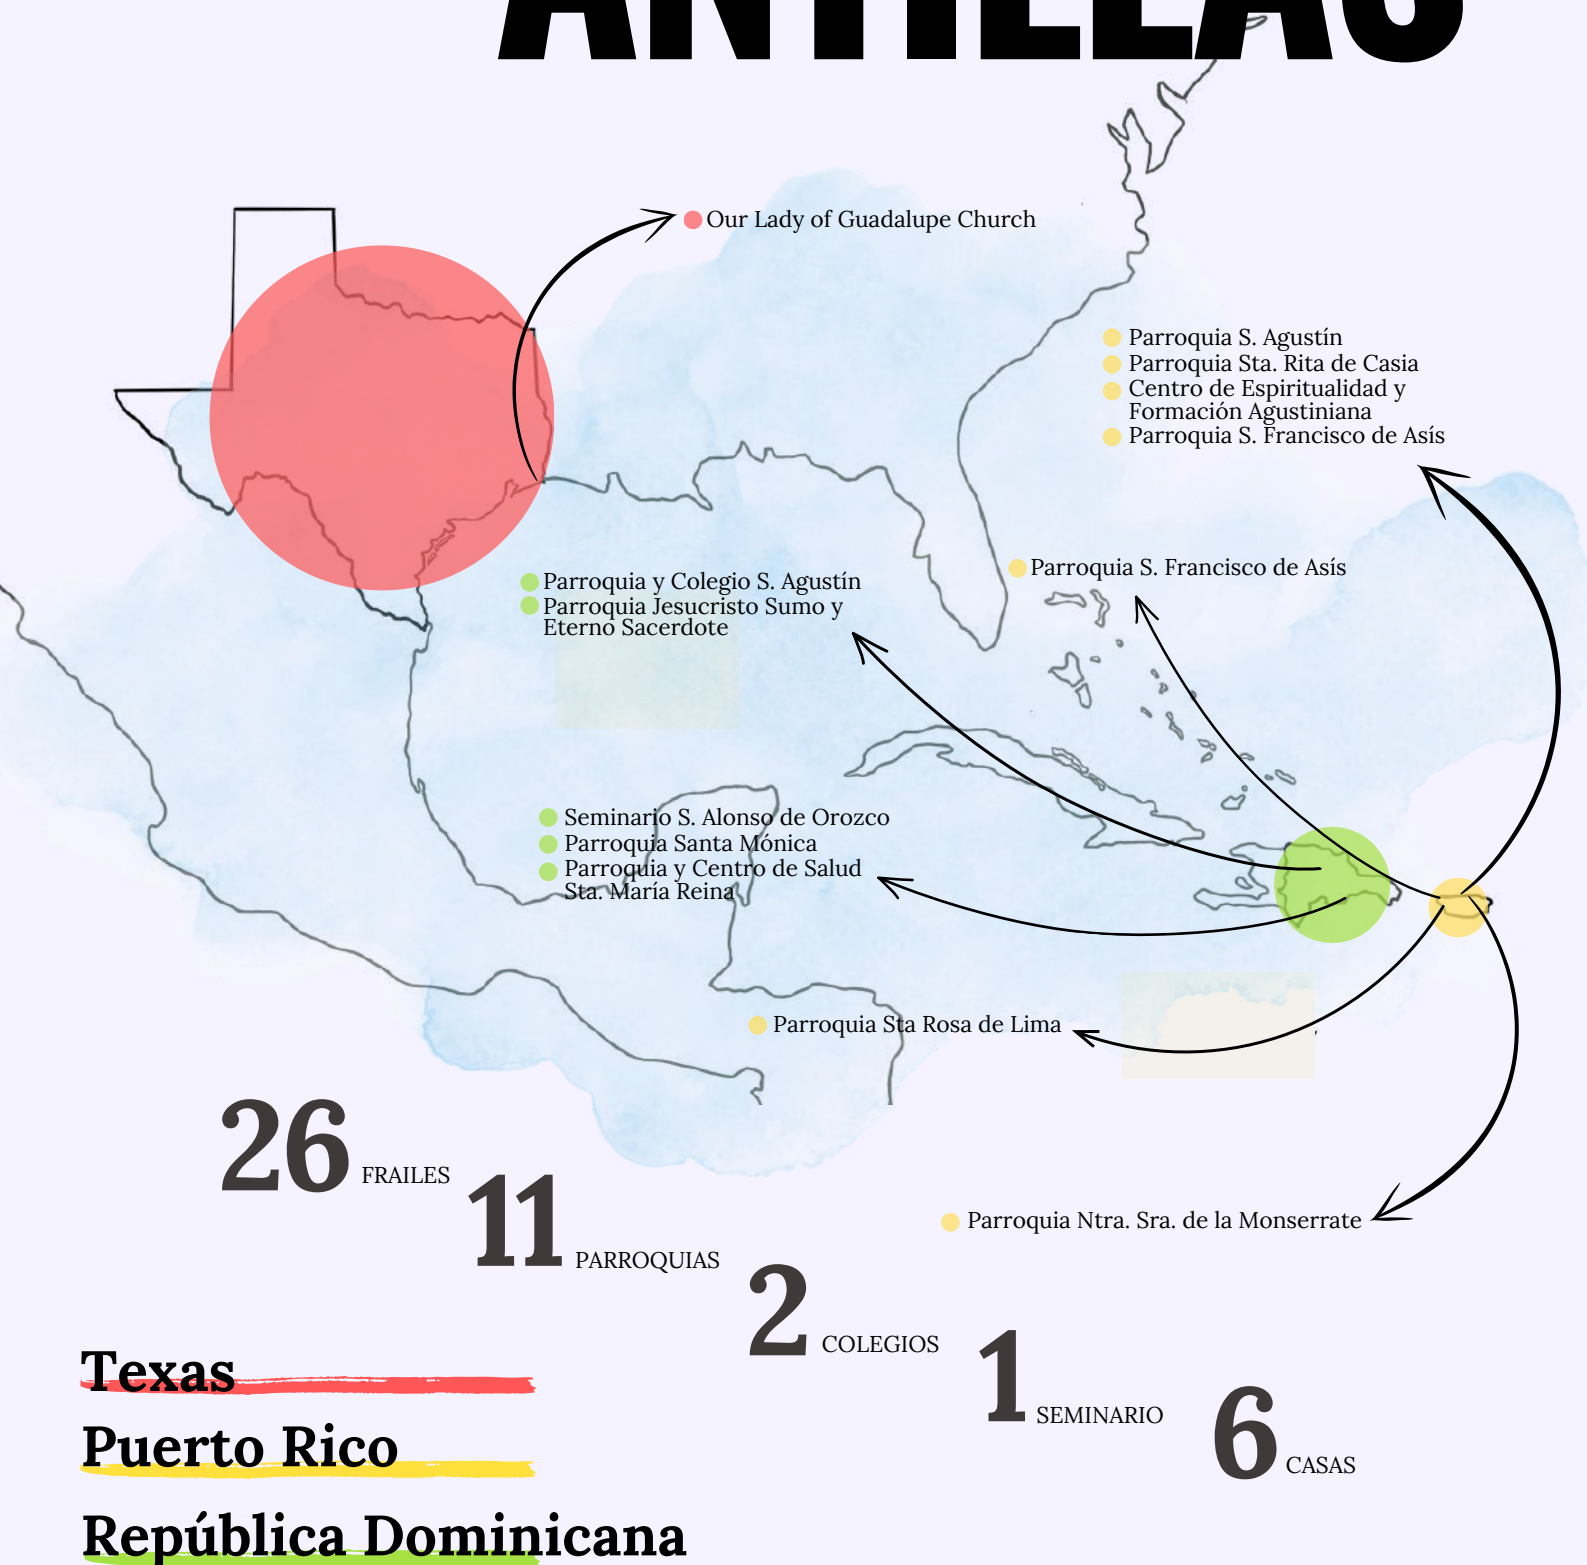 ANTILLAS
Our Lady of Guadalupe Church
Parroquia S. Agustín
Parroquia Sta. Rita de Casia
Centro de Espiritualidad y
Formación Agustiniana
Parroquia S. Francisco de Asís
Parroquia S. Francisco de Asís
Parroquia y Colegio S. Agustín
Parroquia Jesucristo Sumo y
Eterno Sacerdote
Seminario S. Alonso de Orozco
Parroquia Santa Mónica
Parroquia y Centro de Salud
Sta. María Reina
Parroquia Sta Rosa de Lima
Parroquia Ntra. Sra. de la Monserrate
26 FRAILES
11 PARROQUIAS
2 COLEGIOS
1 SEMINARIO
6 CASAS
Texas
Puerto Rico
República Dominicana